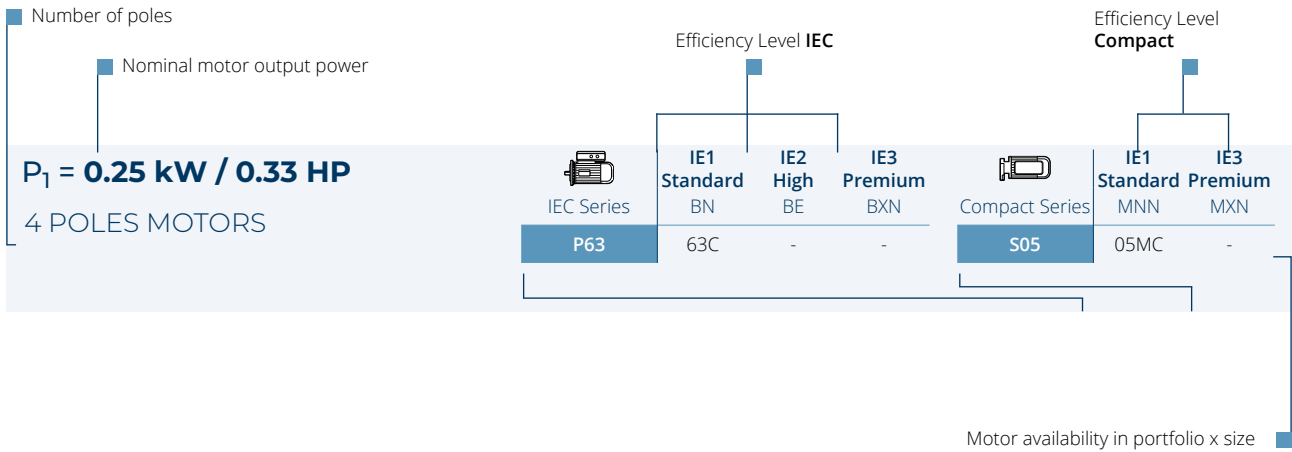 Number of poles
Nominal motor output power
Efficiency Level IEC
Efficiency Level
Compact
P1 = 0.25 kW / 0.33 HP
4 POLES MOTORS
IE1 IE2 IE3
Standard High Premium
IEC Series BN BE BXN
P63 63C - -
IE1 IE3
Standard Premium
Compact Series MNN MXN
S05 05MC -
Motor availability in portfolio x size